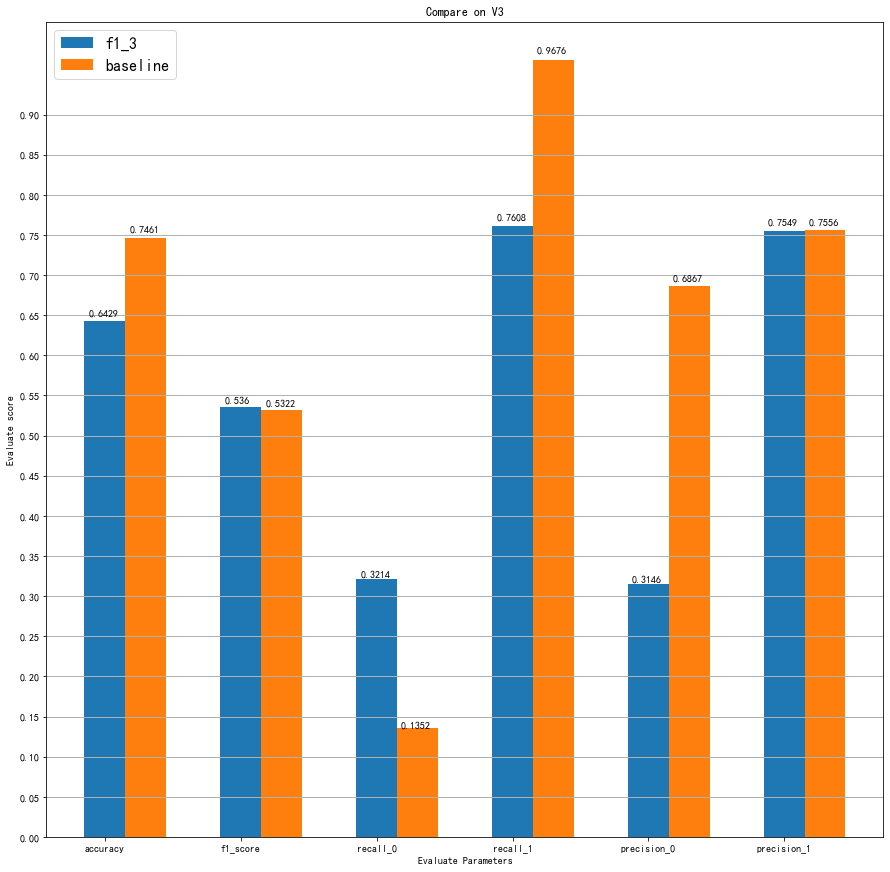 Compare on V3
f1_3
baseline
0.9676
0.90
0.85
0.80
0.75
0.70
0.65
0.60
0.55
0.50
0.45
0.40
0.35
0.30
0.25
0.20
0.15
0.10
0.05
0.00
Evaluate score
0.6429
0.7461
0.536
0.5322
0.3214
0.1352
0.7608
0.3146
0.6867
0.7549
0.7556
accuracy
f1_score
recall_0
recall_1
precision_0
precision_1
Evaluate Parameters